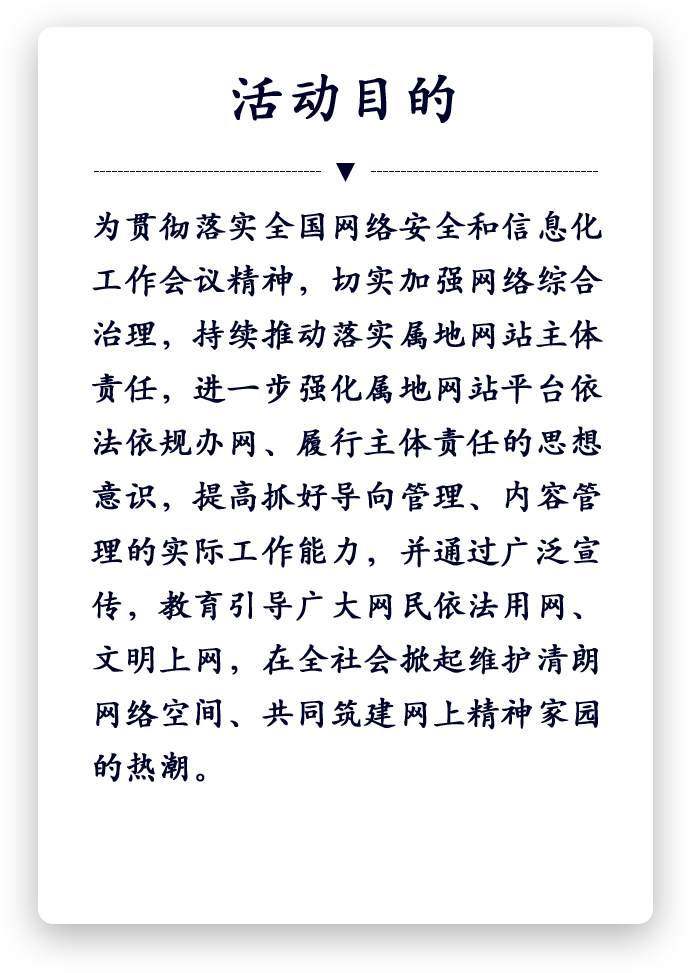 活动目的
为贯彻落实全国网络安全和信息化
工作会议精神，切实加强网络综合
治理，持续推动落实属地网站主体
责任，进一步强化属地网站平台依
法依规办网、履行主体责任的思想
意识，提高抓好导向管理、内容管
理的实际工作能力，并通过广泛宣
传，教育引导广大网民依法用网、
文明上网，在全社会掀起维护清朗
网络空间、共同筑建网上精神家园
的热潮。